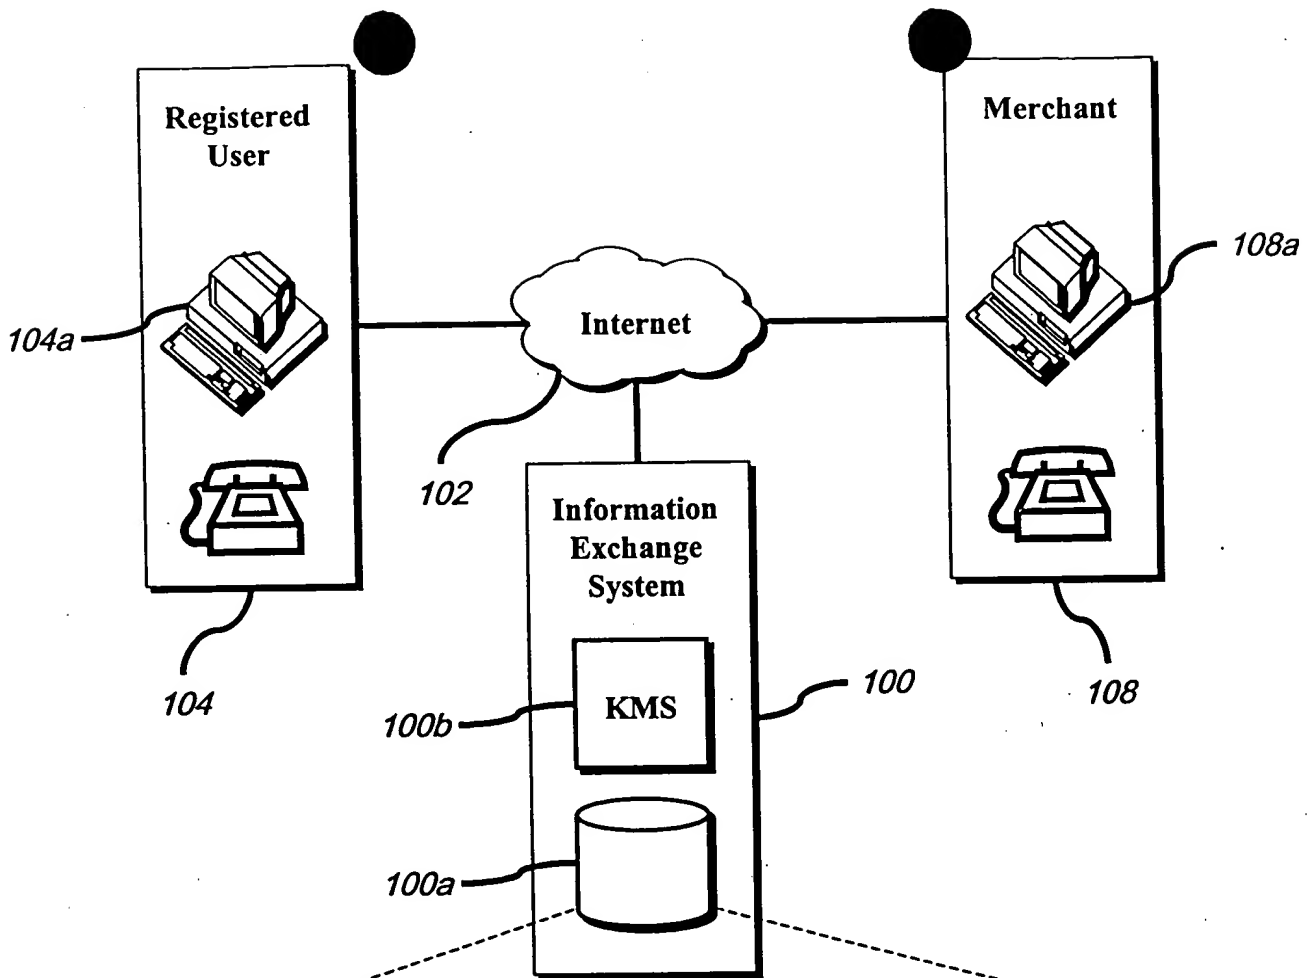 Registered
User
Merchant
108a
104a
Internet
102
Information
Exchange
System
104
108
100
100b
KMS
100a